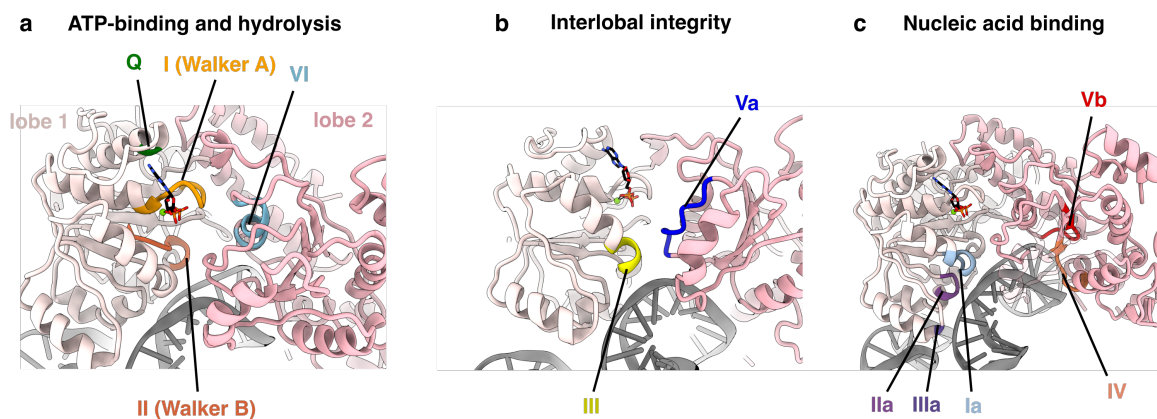 a ATP-binding and hydrolysis
Q
I (Walker A)
VI
lobe 1
lobe 2
II (Walker B)
b Interlobal integrity
Va
III
c Nucleic acid binding
Vb
IIa
IIIa
Ia
IV